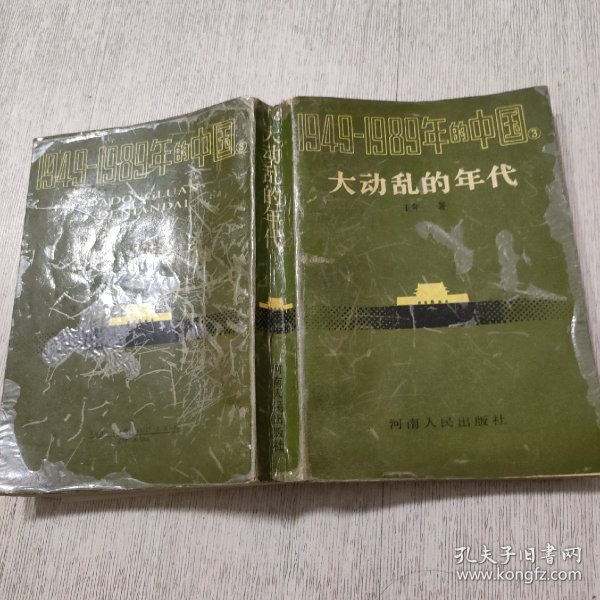 1949-1989年的中国③
DADONGLUAN
DENIANDAI
大动乱的年代
河南人民出版社
1949-1989年的中国③
大动乱的年代
王年一 著
河南人民出版社
孔夫子旧书网
www.kongfz.com